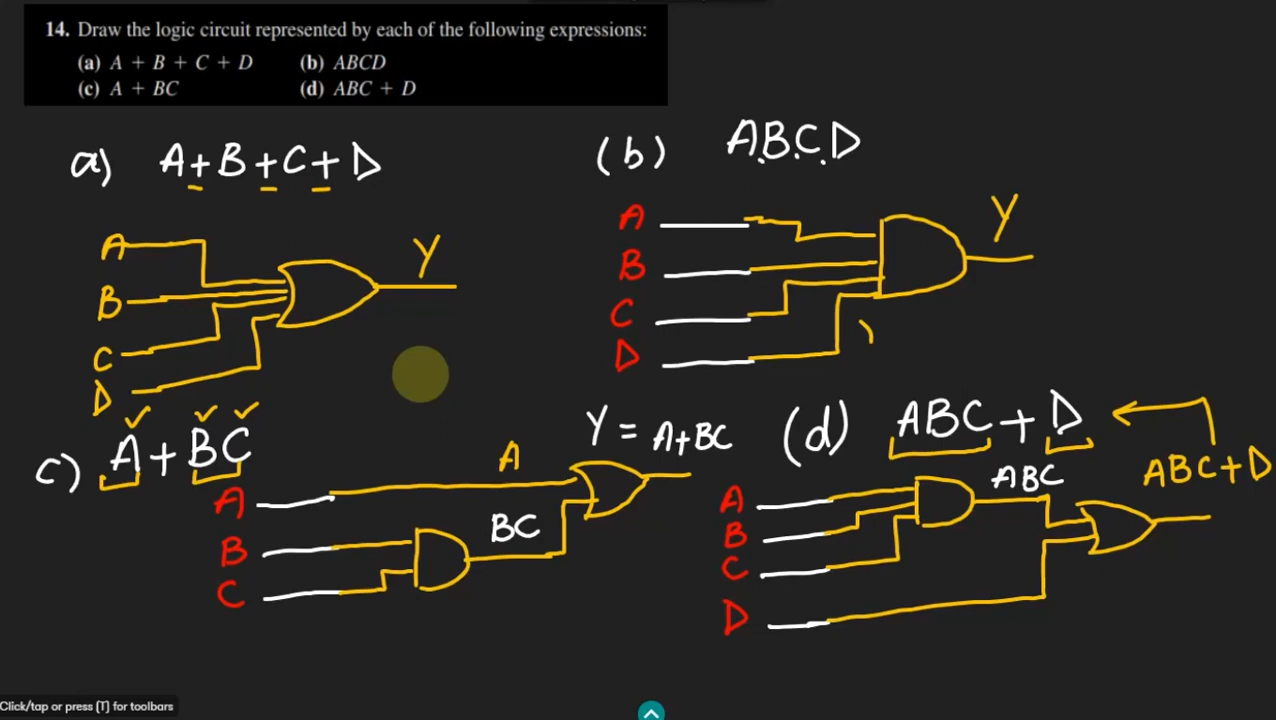 14. Draw the logic circuit represented by each of the following expressions:
(a) A + B + C + D (b) ABCD
(c) A + BC (d) ABC + D
a) A+B+C+D
A
B
C
D
Y
(b) A.B.C.D
A
B
C
D
Y
c) A+BC
A
B
C
A
BC
Y = A+BC
(d) ABC+D
A
B
C
D
ABC
ABC+D
Click/tap or press [T] for toolbars